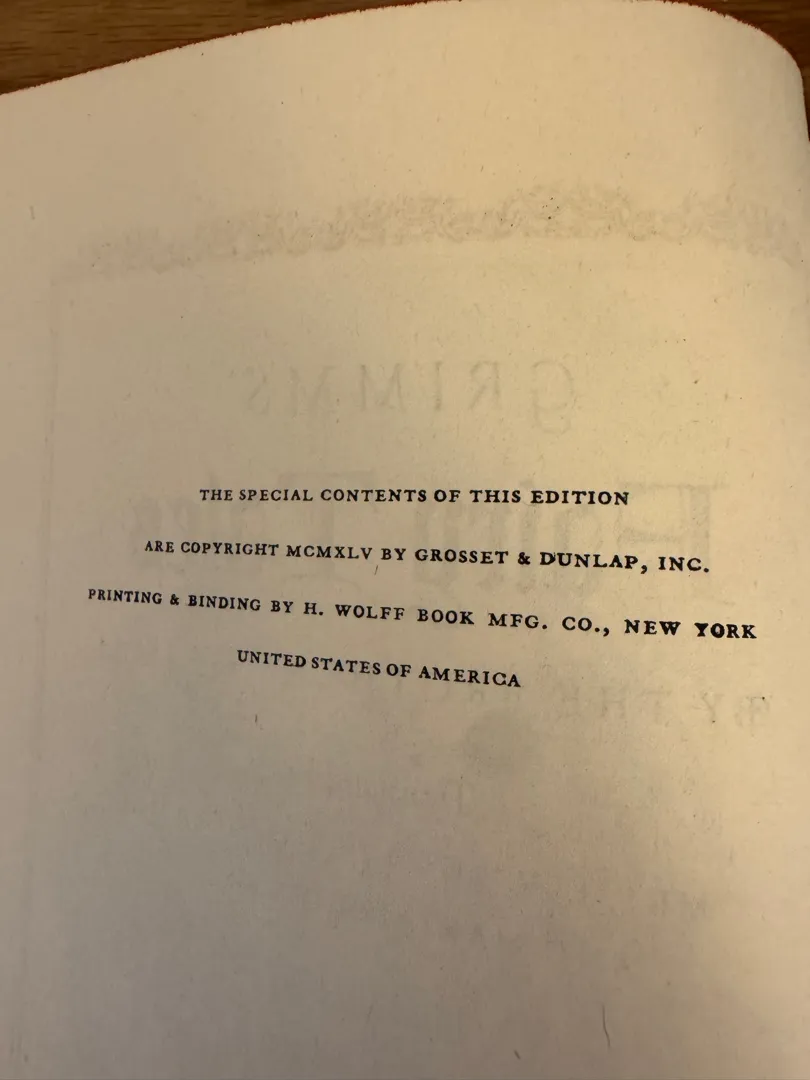 THE SPECIAL CONTENTS OF THIS EDITION
ARE COPYRIGHT MCMXLV BY GROSSET & DUNLAP, INC.
PRINTING & BINDING BY H. WOLFF BOOK MFG. CO., NEW YORK
UNITED STATES OF AMERICA